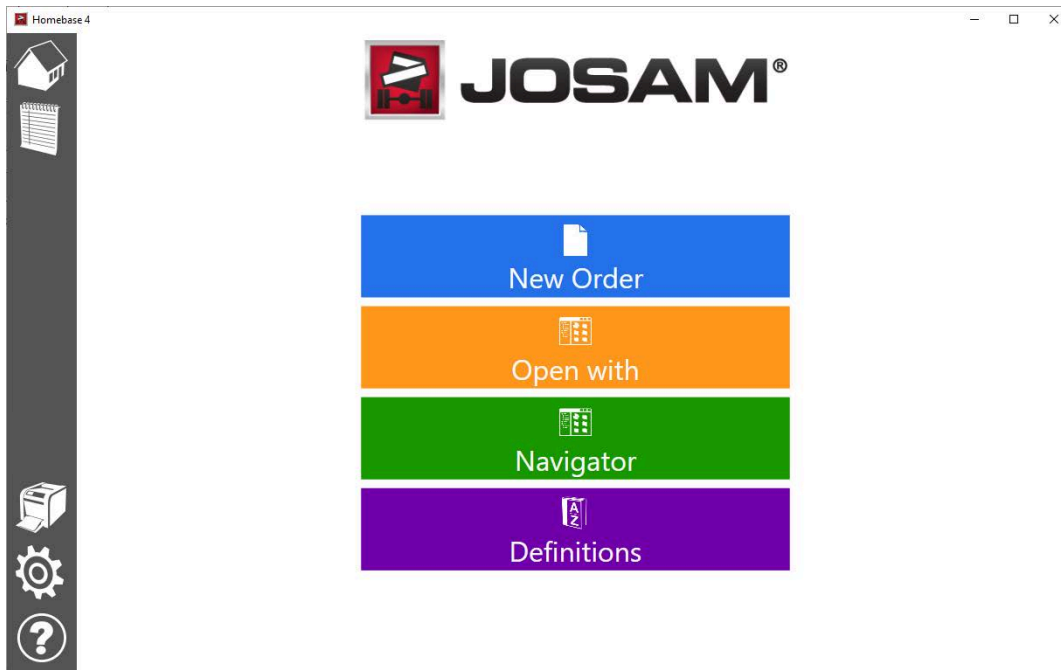 Homebase 4
JOSAM®
New Order
Open with
Navigator
A
Z
Definitions
?